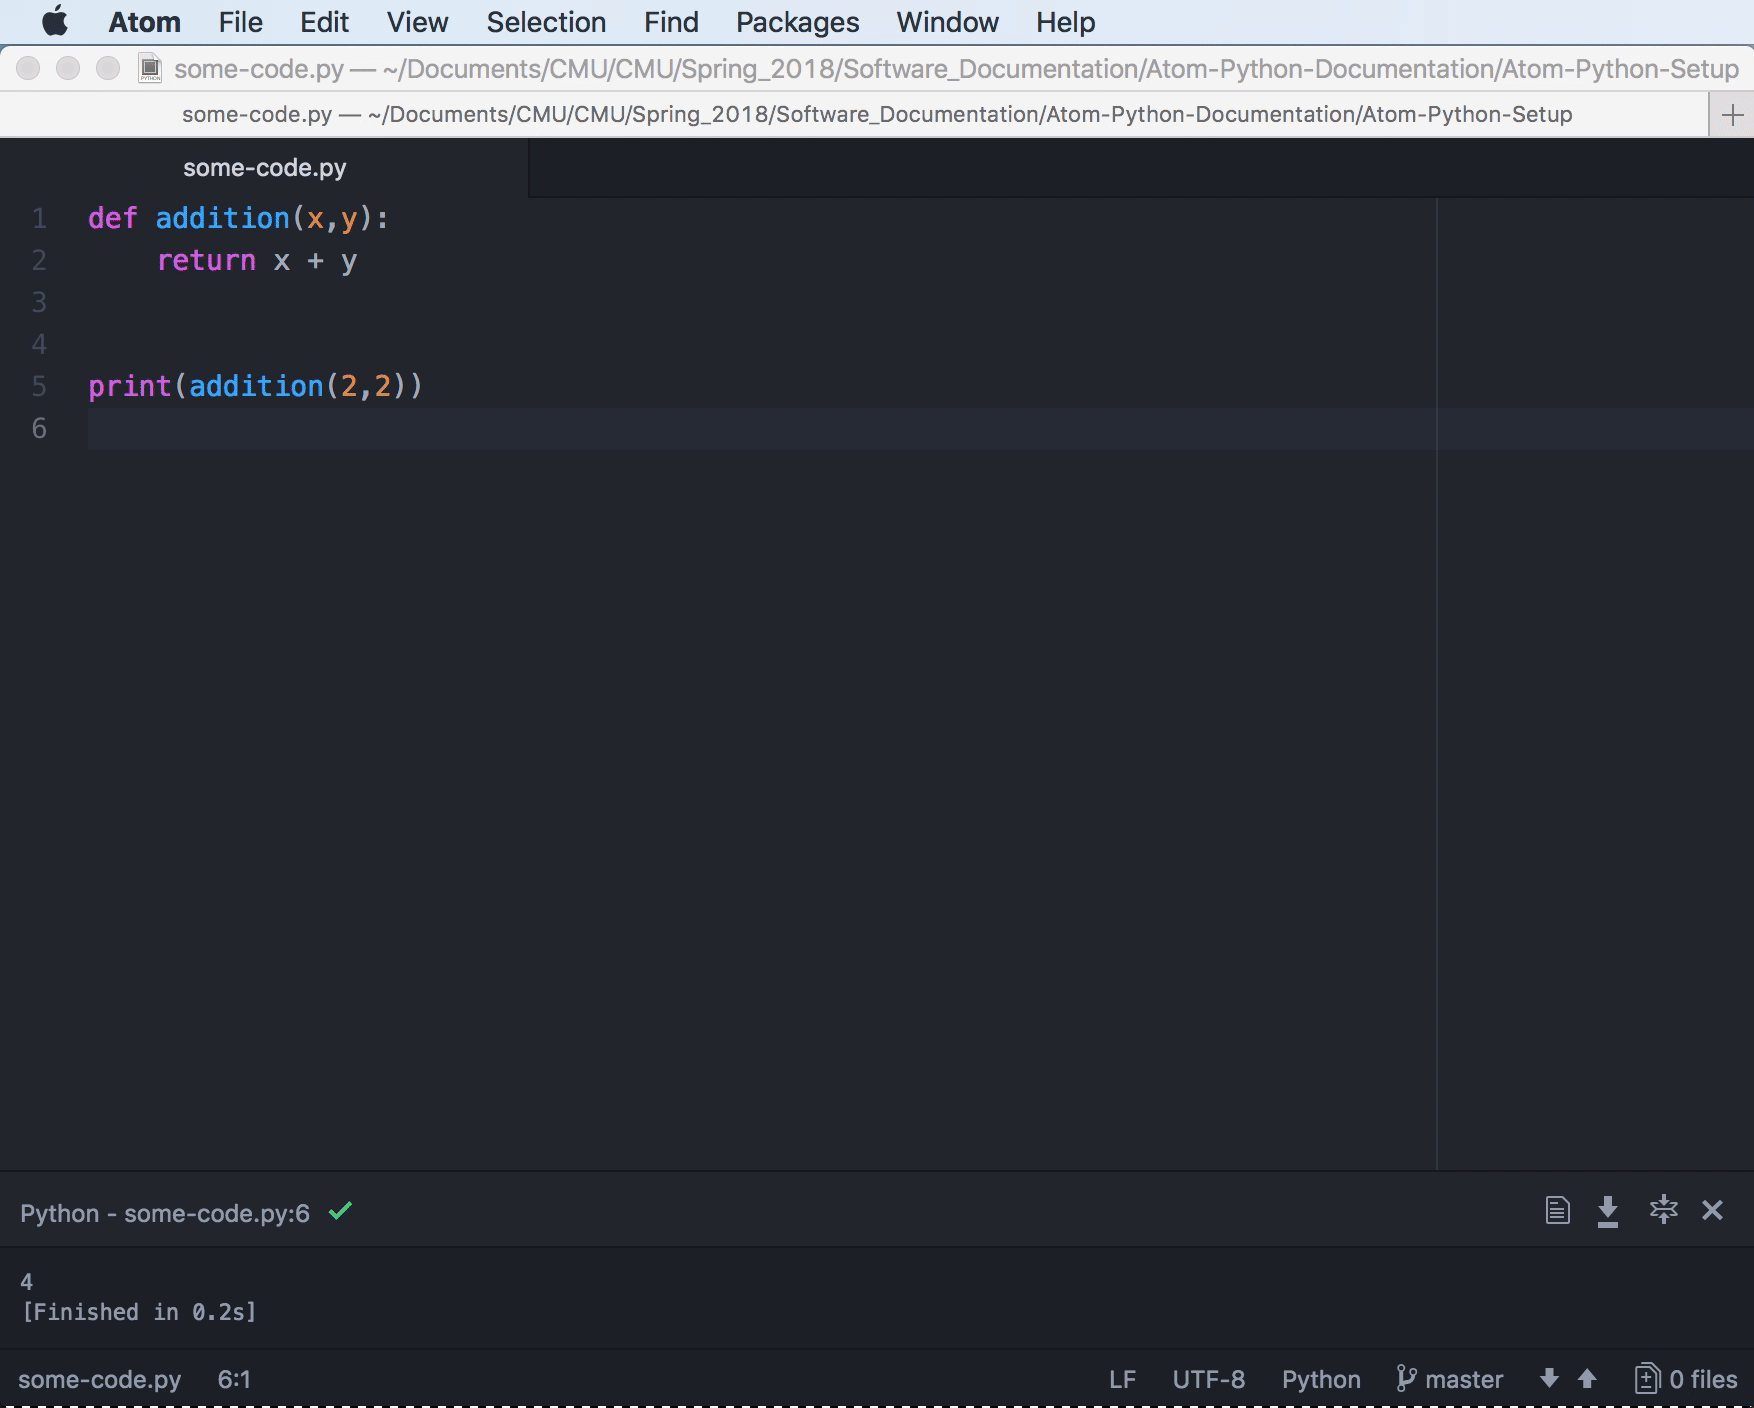 Atom File Edit View Selection Find Packages Window Help
some-code.py — ~/Documents/CMU/CMU/Spring_2018/Software_Documentation/Atom-Python-Documentation/Atom-Python-Setup
some-code.py — ~/Documents/CMU/CMU/Spring_2018/Software_Documentation/Atom-Python-Documentation/Atom-Python-Setup +
some-code.py
1 def addition(x,y):
2     return x + y
3
4
5 print(addition(2,2))
6
Python - some-code.py:6
4
[Finished in 0.2s]
some-code.py 6:1 LF UTF-8 Python master 0 files